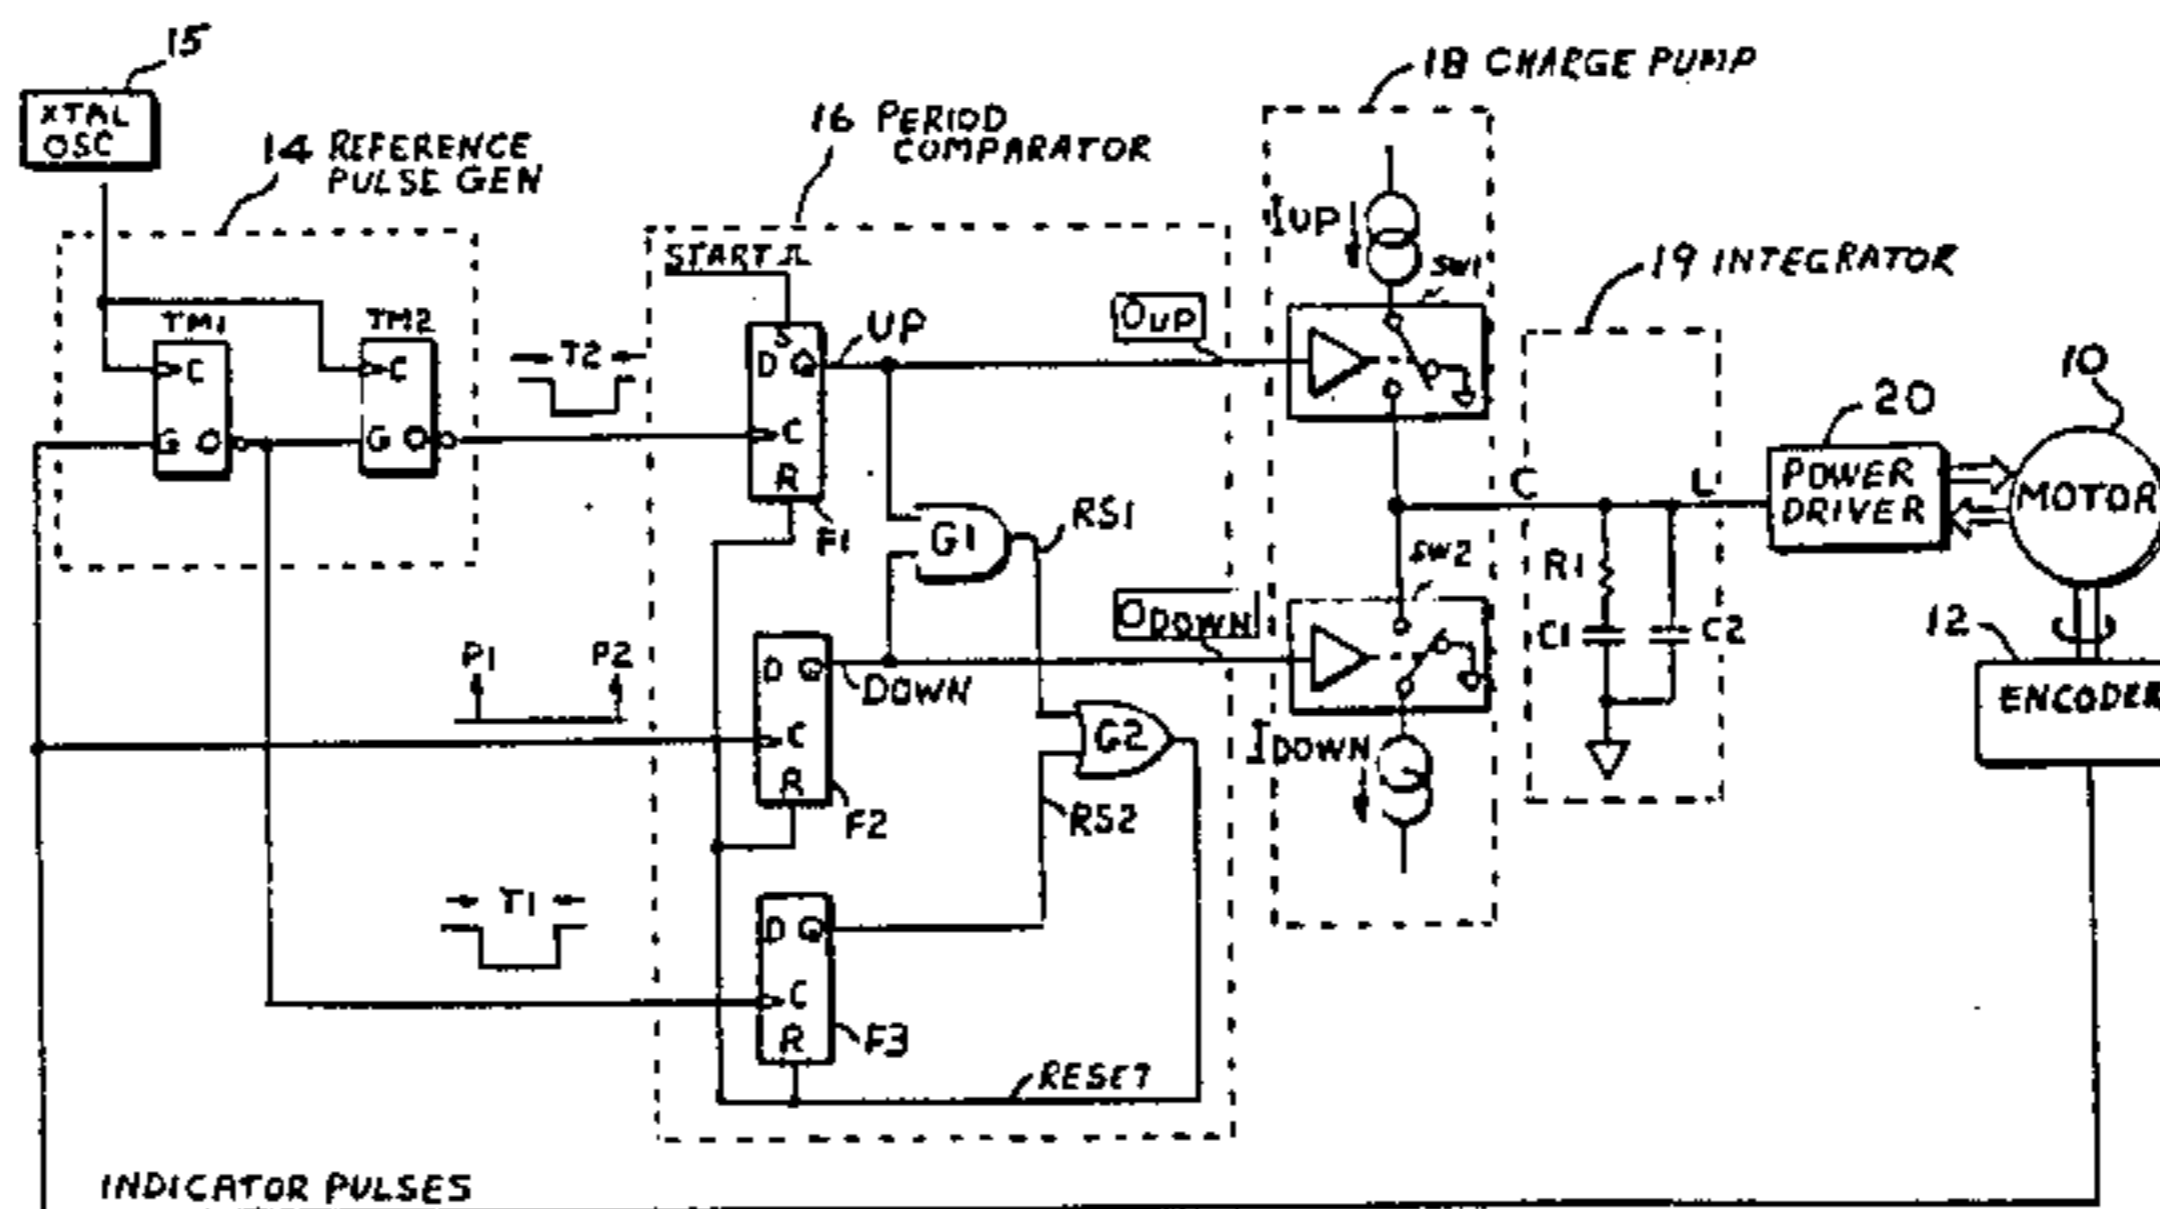 15
XTAL
OSC
14 REFERENCE
PULSE GEN
TM1
C
G O
TM2
C
G O
T2
16 PERIOD
COMPARATOR
START
S
D Q
C
R
F1
UP
OUP
G1
RS1
P1 P2
D Q
C
R
F2
DOWN
ODOWN
G2
RS2
T1
D Q
C
R
F3
RESET
18 CHARGE PUMP
IUP
SW1
SW2
IDOWN
19 INTEGRATOR
C L
R1
C1
C2
20
POWER
DRIVER
10
MOTOR
12
ENCODER
INDICATOR PULSES